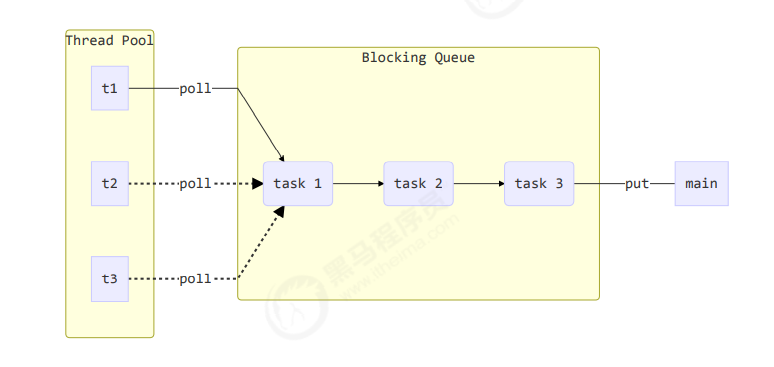 Thread Pool
Blocking Queue
t1
poll
t2
poll
task 1
task 2
task 3
put
main
t3
poll
黑马程序员
www.itheima.com